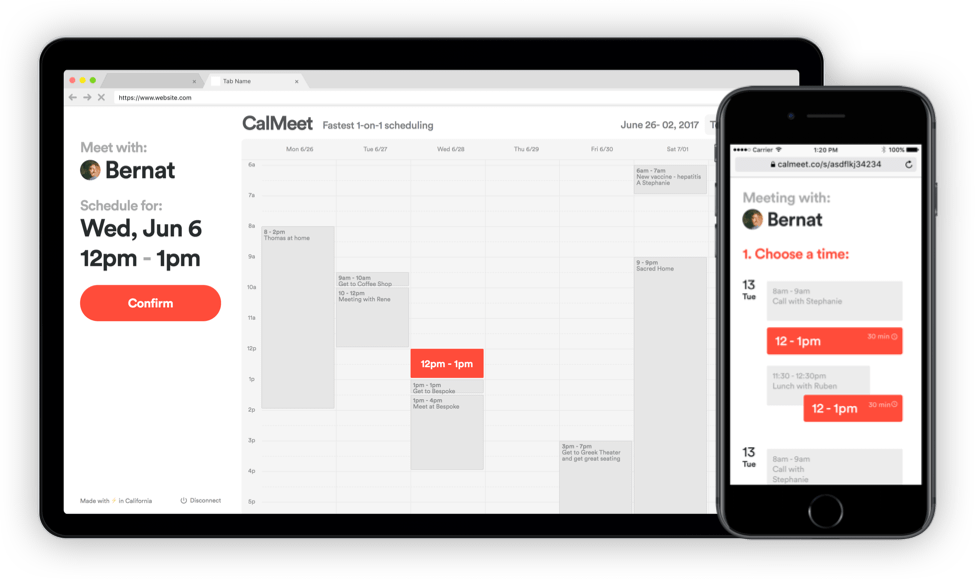 Tab Name
https://www.website.com
Meet with:
Bernat
Schedule for:
Wed, Jun 6
12pm - 1pm
Confirm
Made with in California
Disconnect
CalMeet
Fastest 1-on-1 scheduling
June 26- 02, 2017
Mon 6/26
Tue 6/27
Wed 6/28
Thu 6/29
Fri 6/30
Sat 7/01
6a
7a
8a
9a
10a
11a
12p
1p
2p
3p
4p
5p
8 - 2pm
Thomas at home
9am - 10am
Get to Coffee Shop
10 - 12pm
Meeting with Rene
12pm - 1pm
1pm - 1pm
Get to Bespoke
1pm - 4pm
Meet at Bespoke
3pm - 7pm
Get to Greek Theater
and get great seating
6am - 7am
New vaccine - hepatitis
A Stephanie
9 - 9pm
Sacred Home
Carrier
1:20 PM
100%
calmeet.co/s/asdflkj34234
Meeting with:
Bernat
1. Choose a time:
13
Tue
8am - 9am
Call with Stephanie
12 - 1pm
30 min
11:30 - 12:30pm
Lunch with Ruben
12 - 1pm
30 min
13
Tue
8am - 9am
Call with
Stephanie